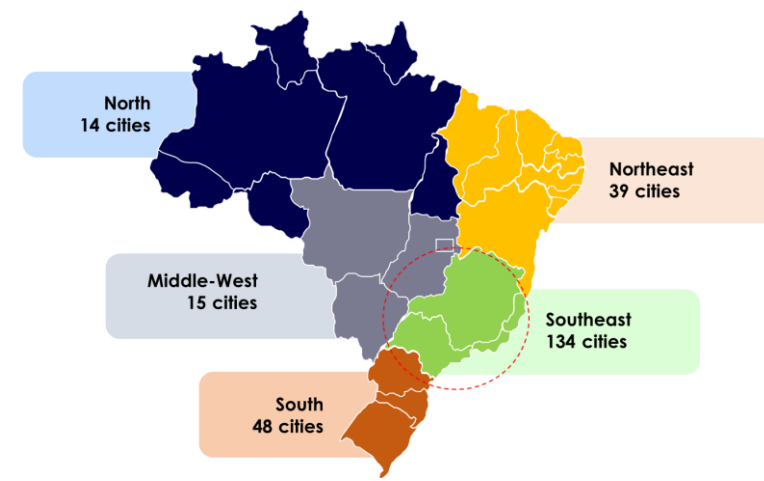 North
14 cities
Northeast
39 cities
Middle-West
15 cities
Southeast
134 cities
South
48 cities